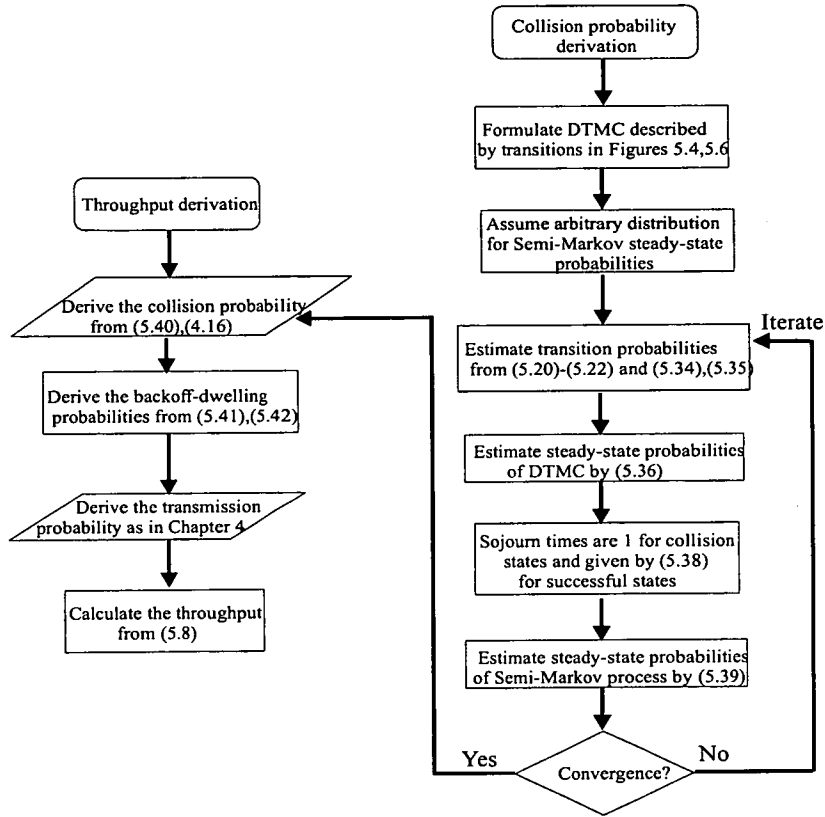 Collision probability
derivation
Formulate DTMC described
by transitions in Figures 5.4,5.6
Assume arbitrary distribution
for Semi-Markov steady-state
probabilities
Iterate
Estimate transition probabilities
from (5.20)-(5.22) and (5.34),(5.35)
Estimate steady-state probabilities
of DTMC by (5.36)
Sojourn times are 1 for collision
states and given by (5.38)
for successful states
Estimate steady-state probabilities
of Semi-Markov process by (5.39)
Convergence?
Yes
No
Throughput derivation
Derive the collision probability
from (5.40),(4.16)
Derive the backoff-dwelling
probabilities from (5.41),(5.42)
Derive the transmission
probability as in Chapter 4
Calculate the throughput
from (5.8)